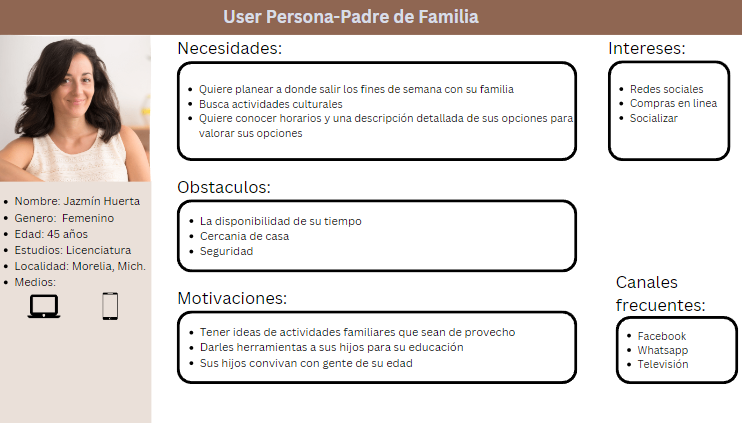 User Persona-Padre de Familia
Nombre: Jazmín Huerta
Genero: Femenino
Edad: 45 años
Estudios: Licenciatura
Localidad: Morelia, Mich.
Medios:
Necesidades:
Quiere planear a donde salir los fines de semana con su familia
Busca actividades culturales
Quiere conocer horarios y una descripción detallada de sus opciones para
valorar sus opciones
Obstaculos:
La disponibilidad de su tiempo
Cercania de casa
Seguridad
Motivaciones:
Tener ideas de actividades familiares que sean de provecho
Darles herramientas a sus hijos para su educación
Sus hijos convivan con gente de su edad
Intereses:
Redes sociales
Compras en linea
Socializar
Canales
frecuentes:
Facebook
Whatsapp
Televisión